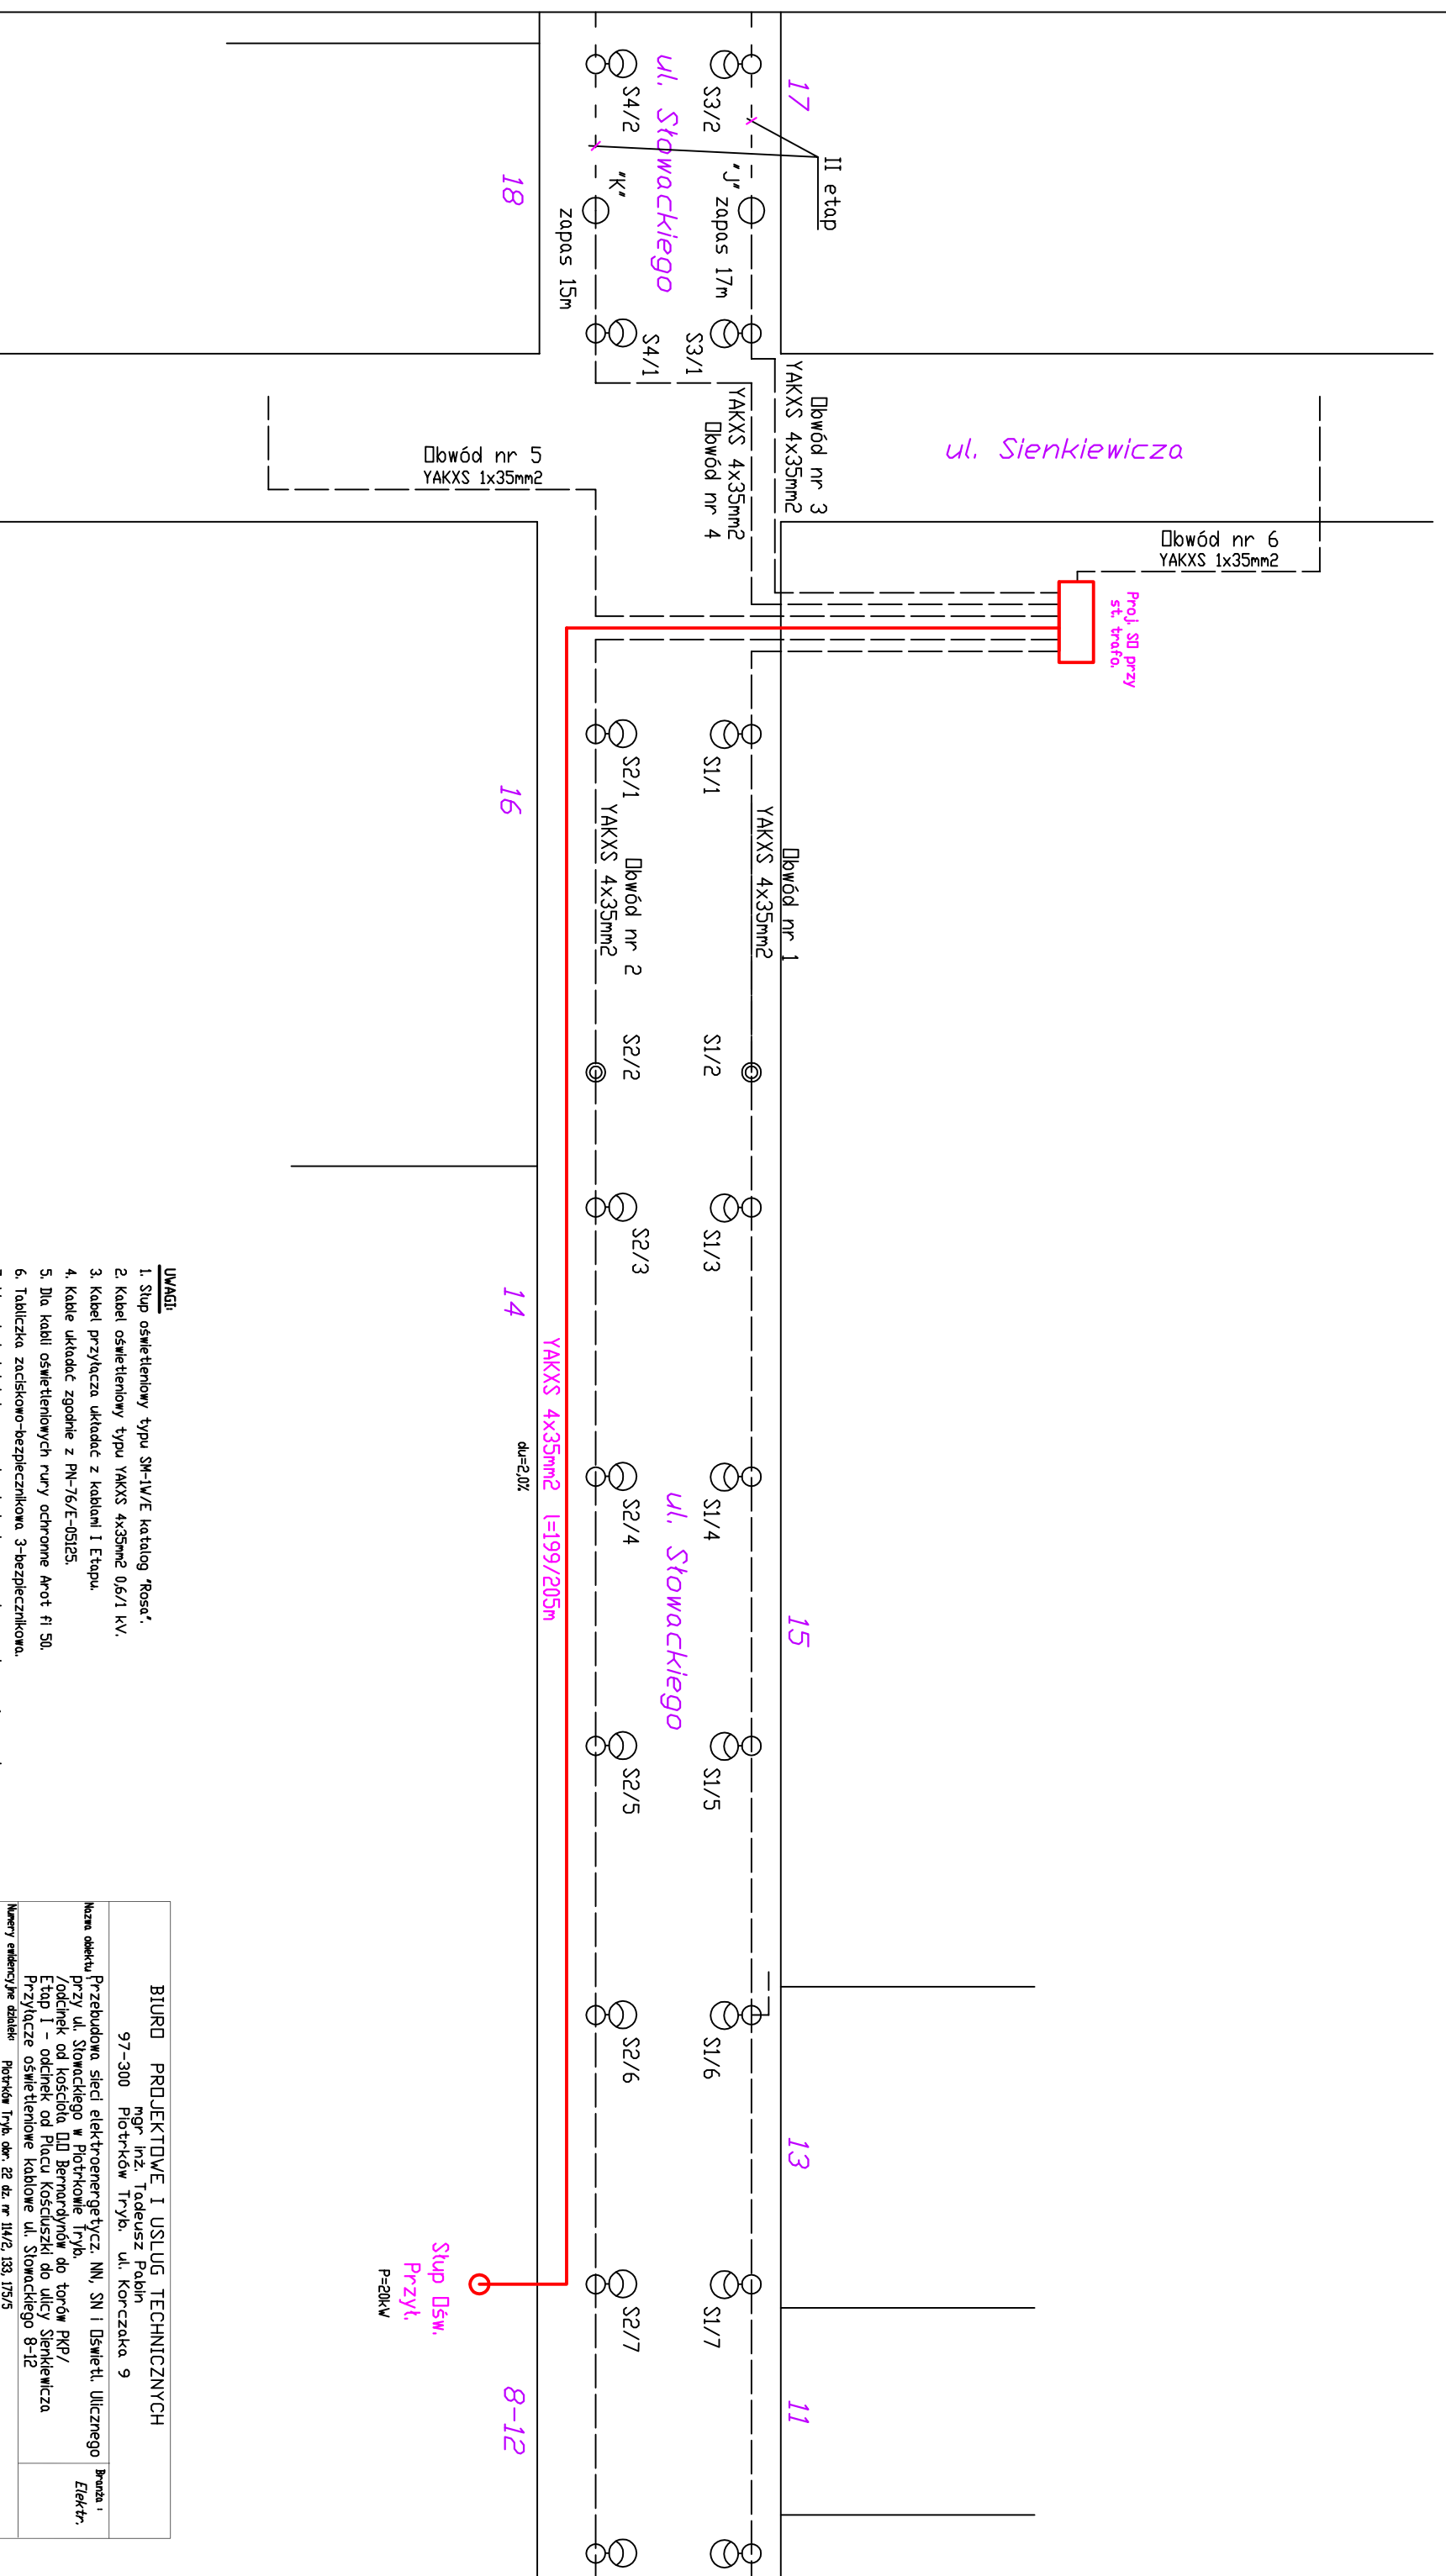 17
II etap
S3/2
"J"
zapas 17m
ul. Słowackiego
S4/2
"K"
zapas 15m
18
S3/1
S4/1
Obwód nr 3
YAKXS 4x35mm2
YAKXS 4x35mm2
Obwód nr 4
ul. Sienkiewicza
Obwód nr 5
YAKXS 1x35mm2
Obwód nr 6
YAKXS 1x35mm2
Proj. SO przy
st. trafo.
S1/1
S2/1
16
Obwód nr 1
YAKXS 4x35mm2
Obwód nr 2
YAKXS 4x35mm2
S1/2
S2/2
S1/3
S2/3
14
YAKXS 4x35mm2 l=199/205m
du=2,0%
S1/4
S2/4
ul. Słowackiego
15
S1/5
S2/5
S1/6
S2/6
13
S1/7
S2/7
11
Słup Ośw.
Przył.
P=20kW
8-12
UWAGI:
1. Słup oświetleniowy typu SM-1W/E katalog "Rosa".
2. Kabel oświetleniowy typu YAKXS 4x35mm2 0,6/1 kV.
3. Kabel przyłącza układać z kablami I Etapu.
4. Kable układać zgodnie z PN-76/E-05125.
5. Dla kabli oświetleniowych rury ochronne Arot fi 50.
6. Tabliczka zaciskowo-bezpiecznikowa 3-bezpiecznikowa.
BIURO PROJEKTOWE I USLUG TECHNICZNYCH
mgr inż. Tadeusz Pabin
97-300 Piotrków Tryb. ul. Korczaka 9
Nazwa obiektu: Przebudowa sieci elektroenergetycz. NN, SN i Oświetl. Ulicznego
przy ul. Słowackiego w Piotrkowie Tryb.
/odcinek od kościoła O.O Bernardynów do torów PKP/
Etap I - odcinek od Placu Kościuszki do ulicy Sienkiewicza
Przyłącze oświetleniowe kablowe ul. Słowackiego 8-12
Branża :
Elektr.
Numery ewidencyjne działek: Piotrków Tryb. obr. 22 dz. nr 114/2, 133, 175/5